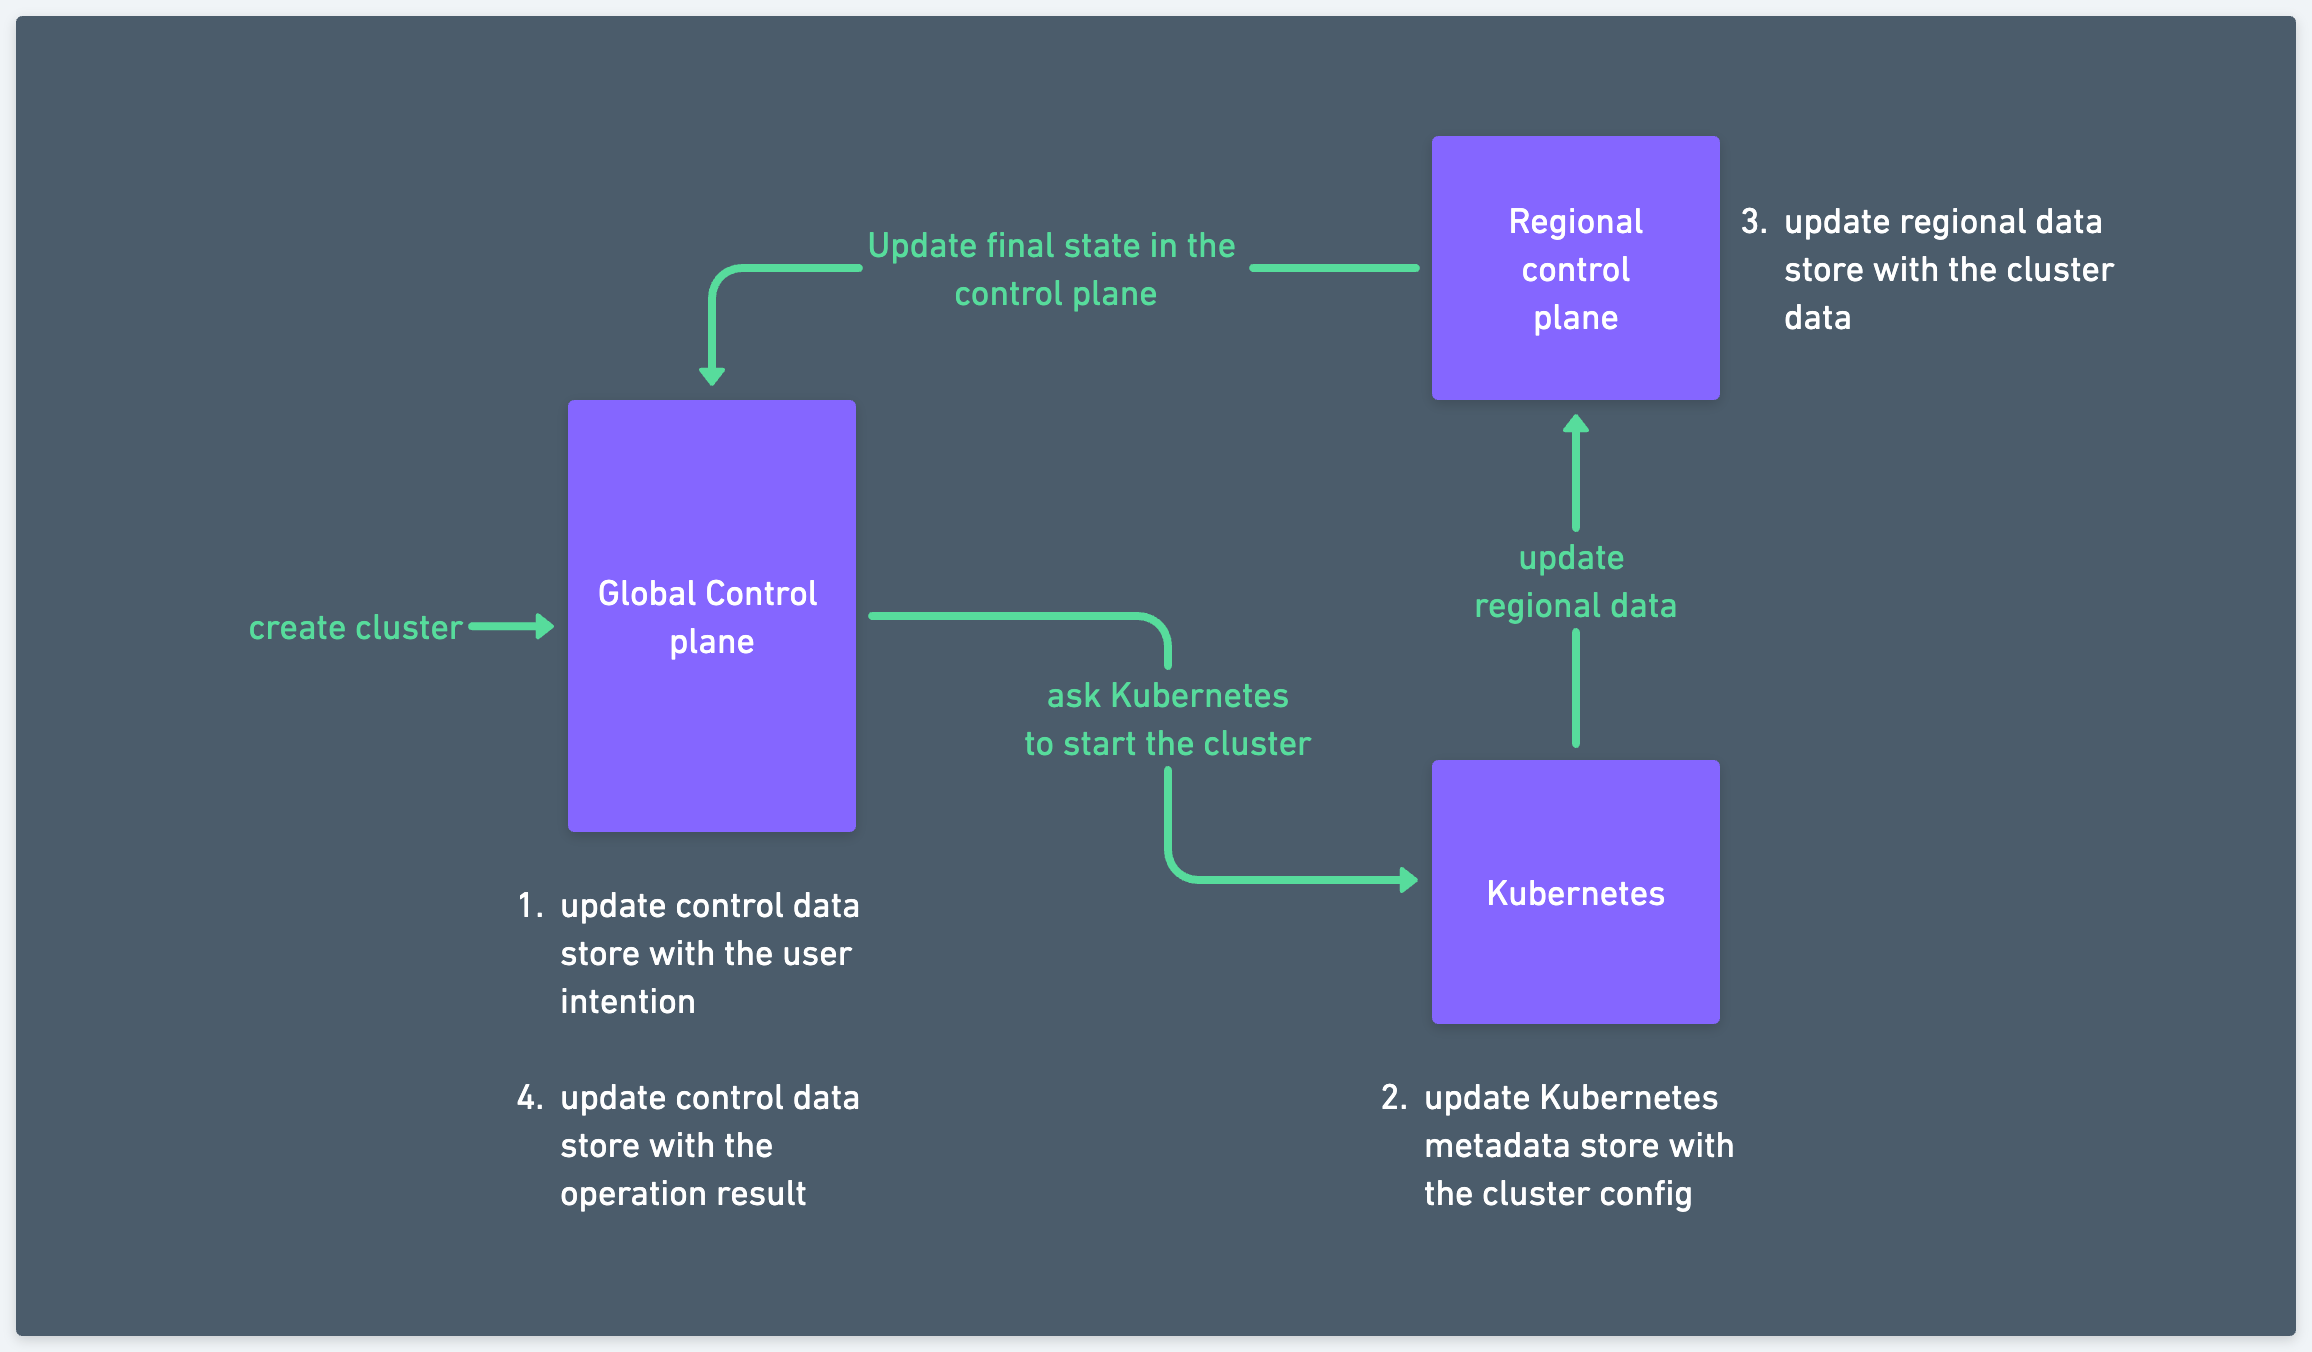 Update final state in the
control plane
Regional
control
plane
3. update regional data
store with the cluster
data
create cluster
Global Control
plane
update
regional data
ask Kubernetes
to start the cluster
Kubernetes
1. update control data
store with the user
intention
4. update control data
store with the
operation result
2. update Kubernetes
metadata store with
the cluster config